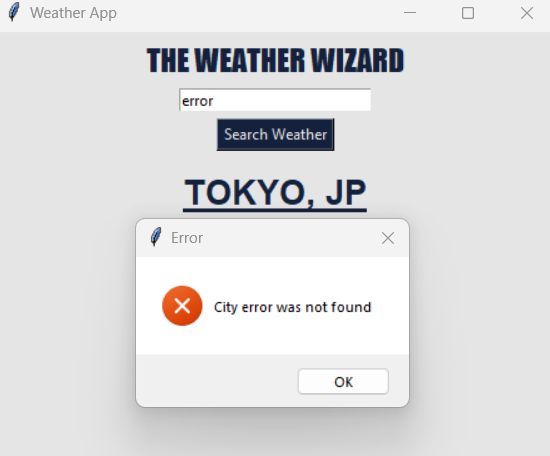 Weather App
THE WEATHER WIZARD
error
Search Weather
TOKYO, JP
Error
City error was not found
OK